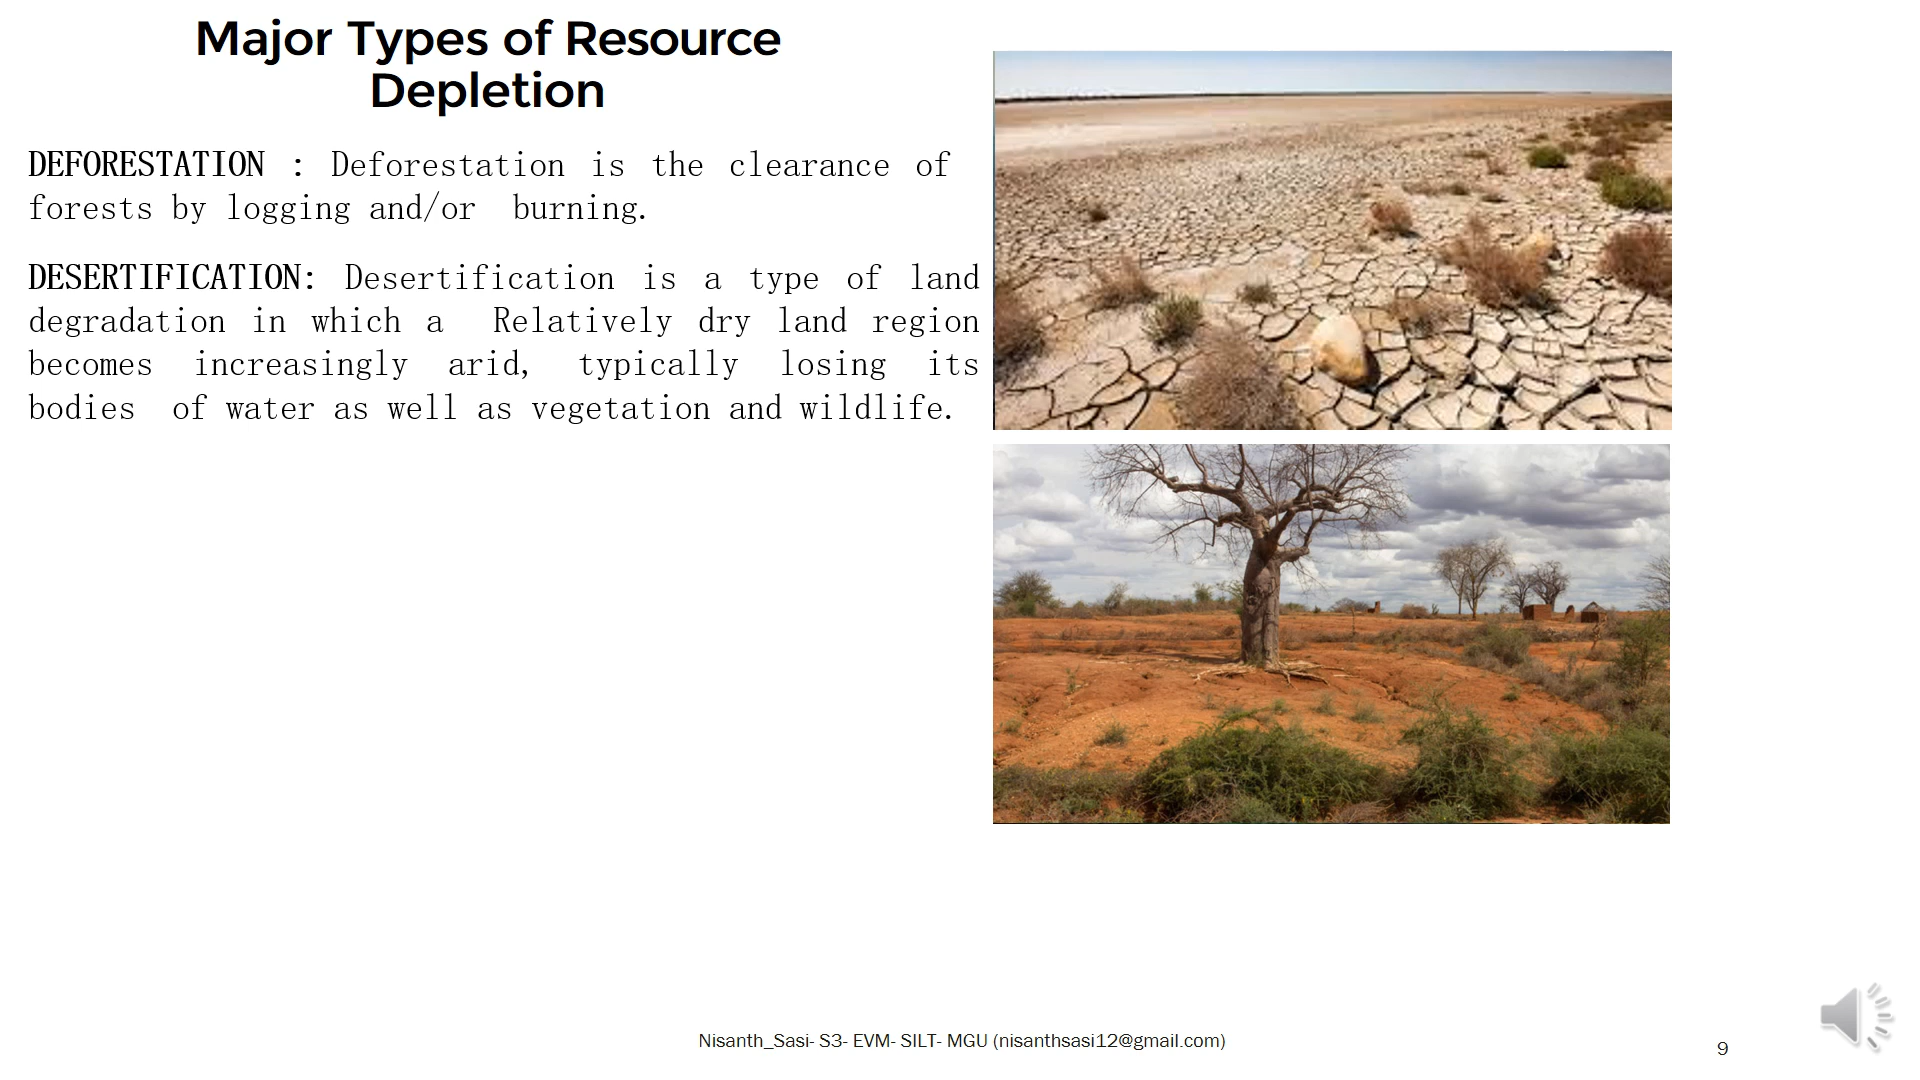 Major Types of Resource
Depletion
DEFORESTATION : Deforestation is the clearance of
forests by logging and/or burning.
DESERTIFICATION: Desertification is a type of land
degradation in which a Relatively dry land region
becomes increasingly arid, typically losing its
bodies of water as well as vegetation and wildlife.
Nisanth_Sasi- S3- EVM- SILT- MGU (nisanthsasi12@gmail.com)
9